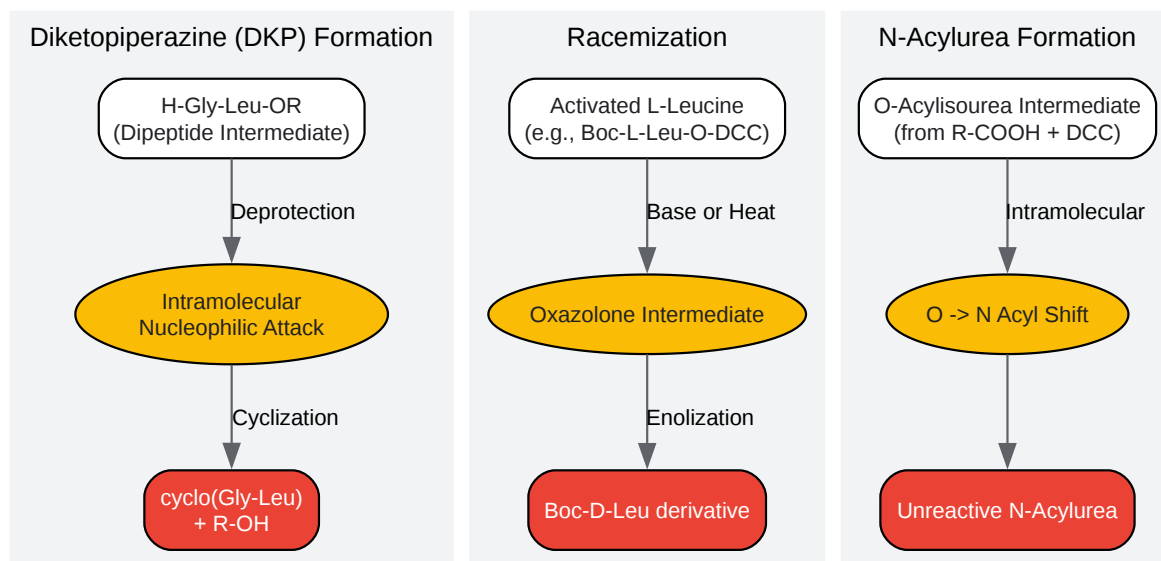 Diketopiperazine (DKP) Formation
H-Gly-Leu-OR
(Dipeptide Intermediate)
Deprotection
Intramolecular
Nucleophilic Attack
Cyclization
cyclo(Gly-Leu)
+ R-OH
Racemization
Activated L-Leucine
(e.g., Boc-L-Leu-O-DCC)
Base or Heat
Oxazolone Intermediate
Enolization
Boc-D-Leu derivative
N-Acylurea Formation
O-Acylisourea Intermediate
(from R-COOH + DCC)
Intramolecular
O -> N Acyl Shift
Unreactive N-Acylurea